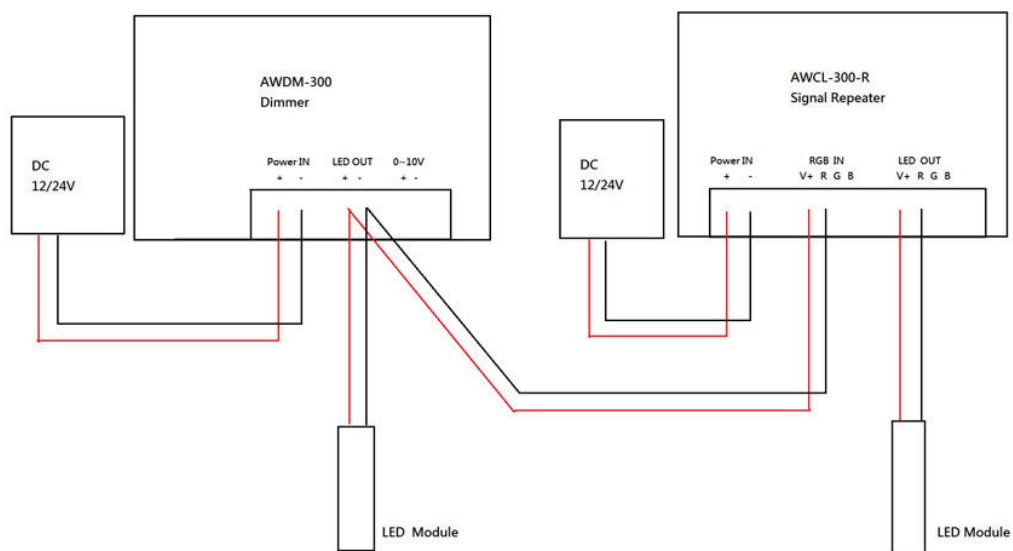 AWDM-300
Dimmer
DC
12/24V
Power IN LED OUT 0~10V
+ - + - + -
LED Module
AWCL-300-R
Signal Repeater
DC
12/24V
Power IN RGB IN LED OUT
+ - V+ R G B V+ R G B
LED Module